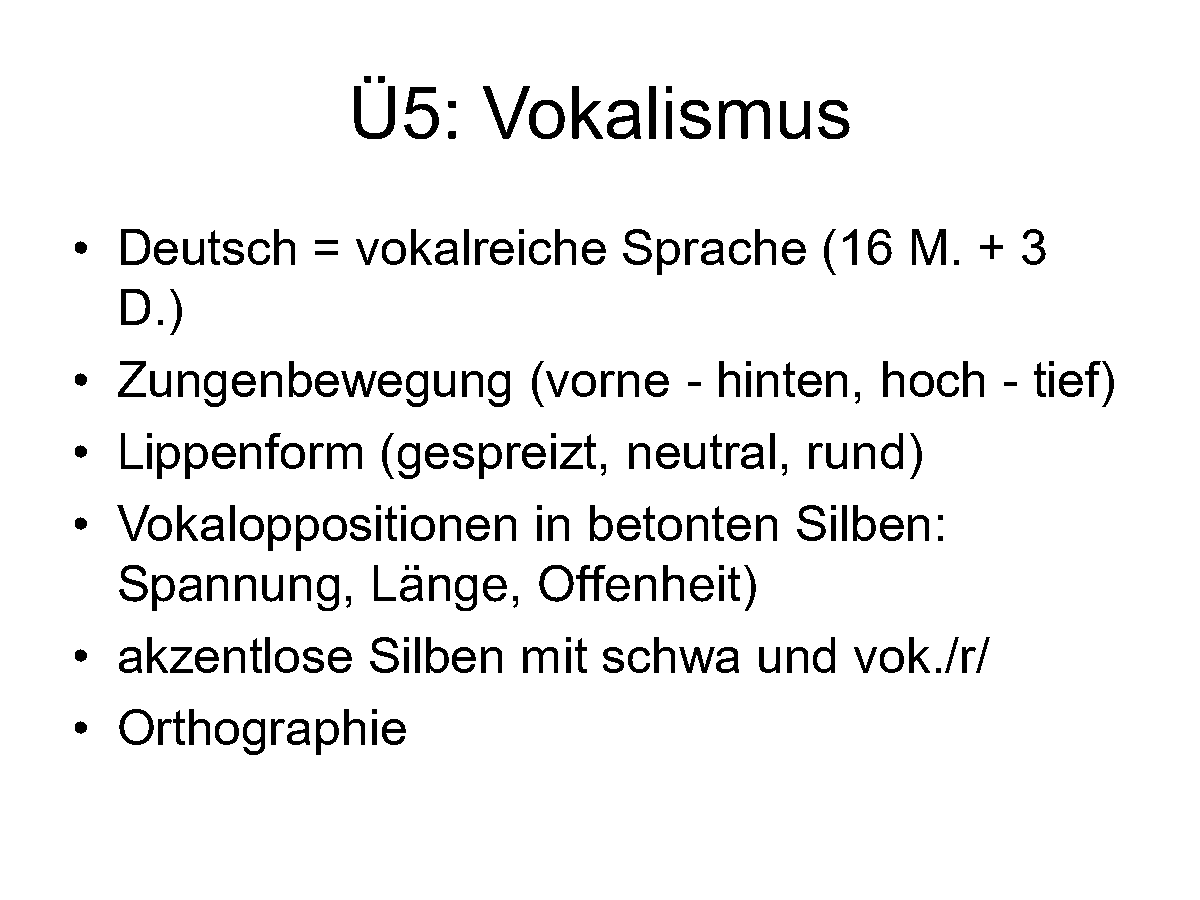 Ü5: Vokalismus
• Deutsch = vokalreiche Sprache (16 M. + 3
D.)
• Zungenbewegung (vorne - hinten, hoch - tief)
• Lippenform (gespreizt, neutral, rund)
• Vokaloppositionen in betonten Silben:
Spannung, Länge, Offenheit)
• akzentlose Silben mit schwa und vok./r/
• Orthographie